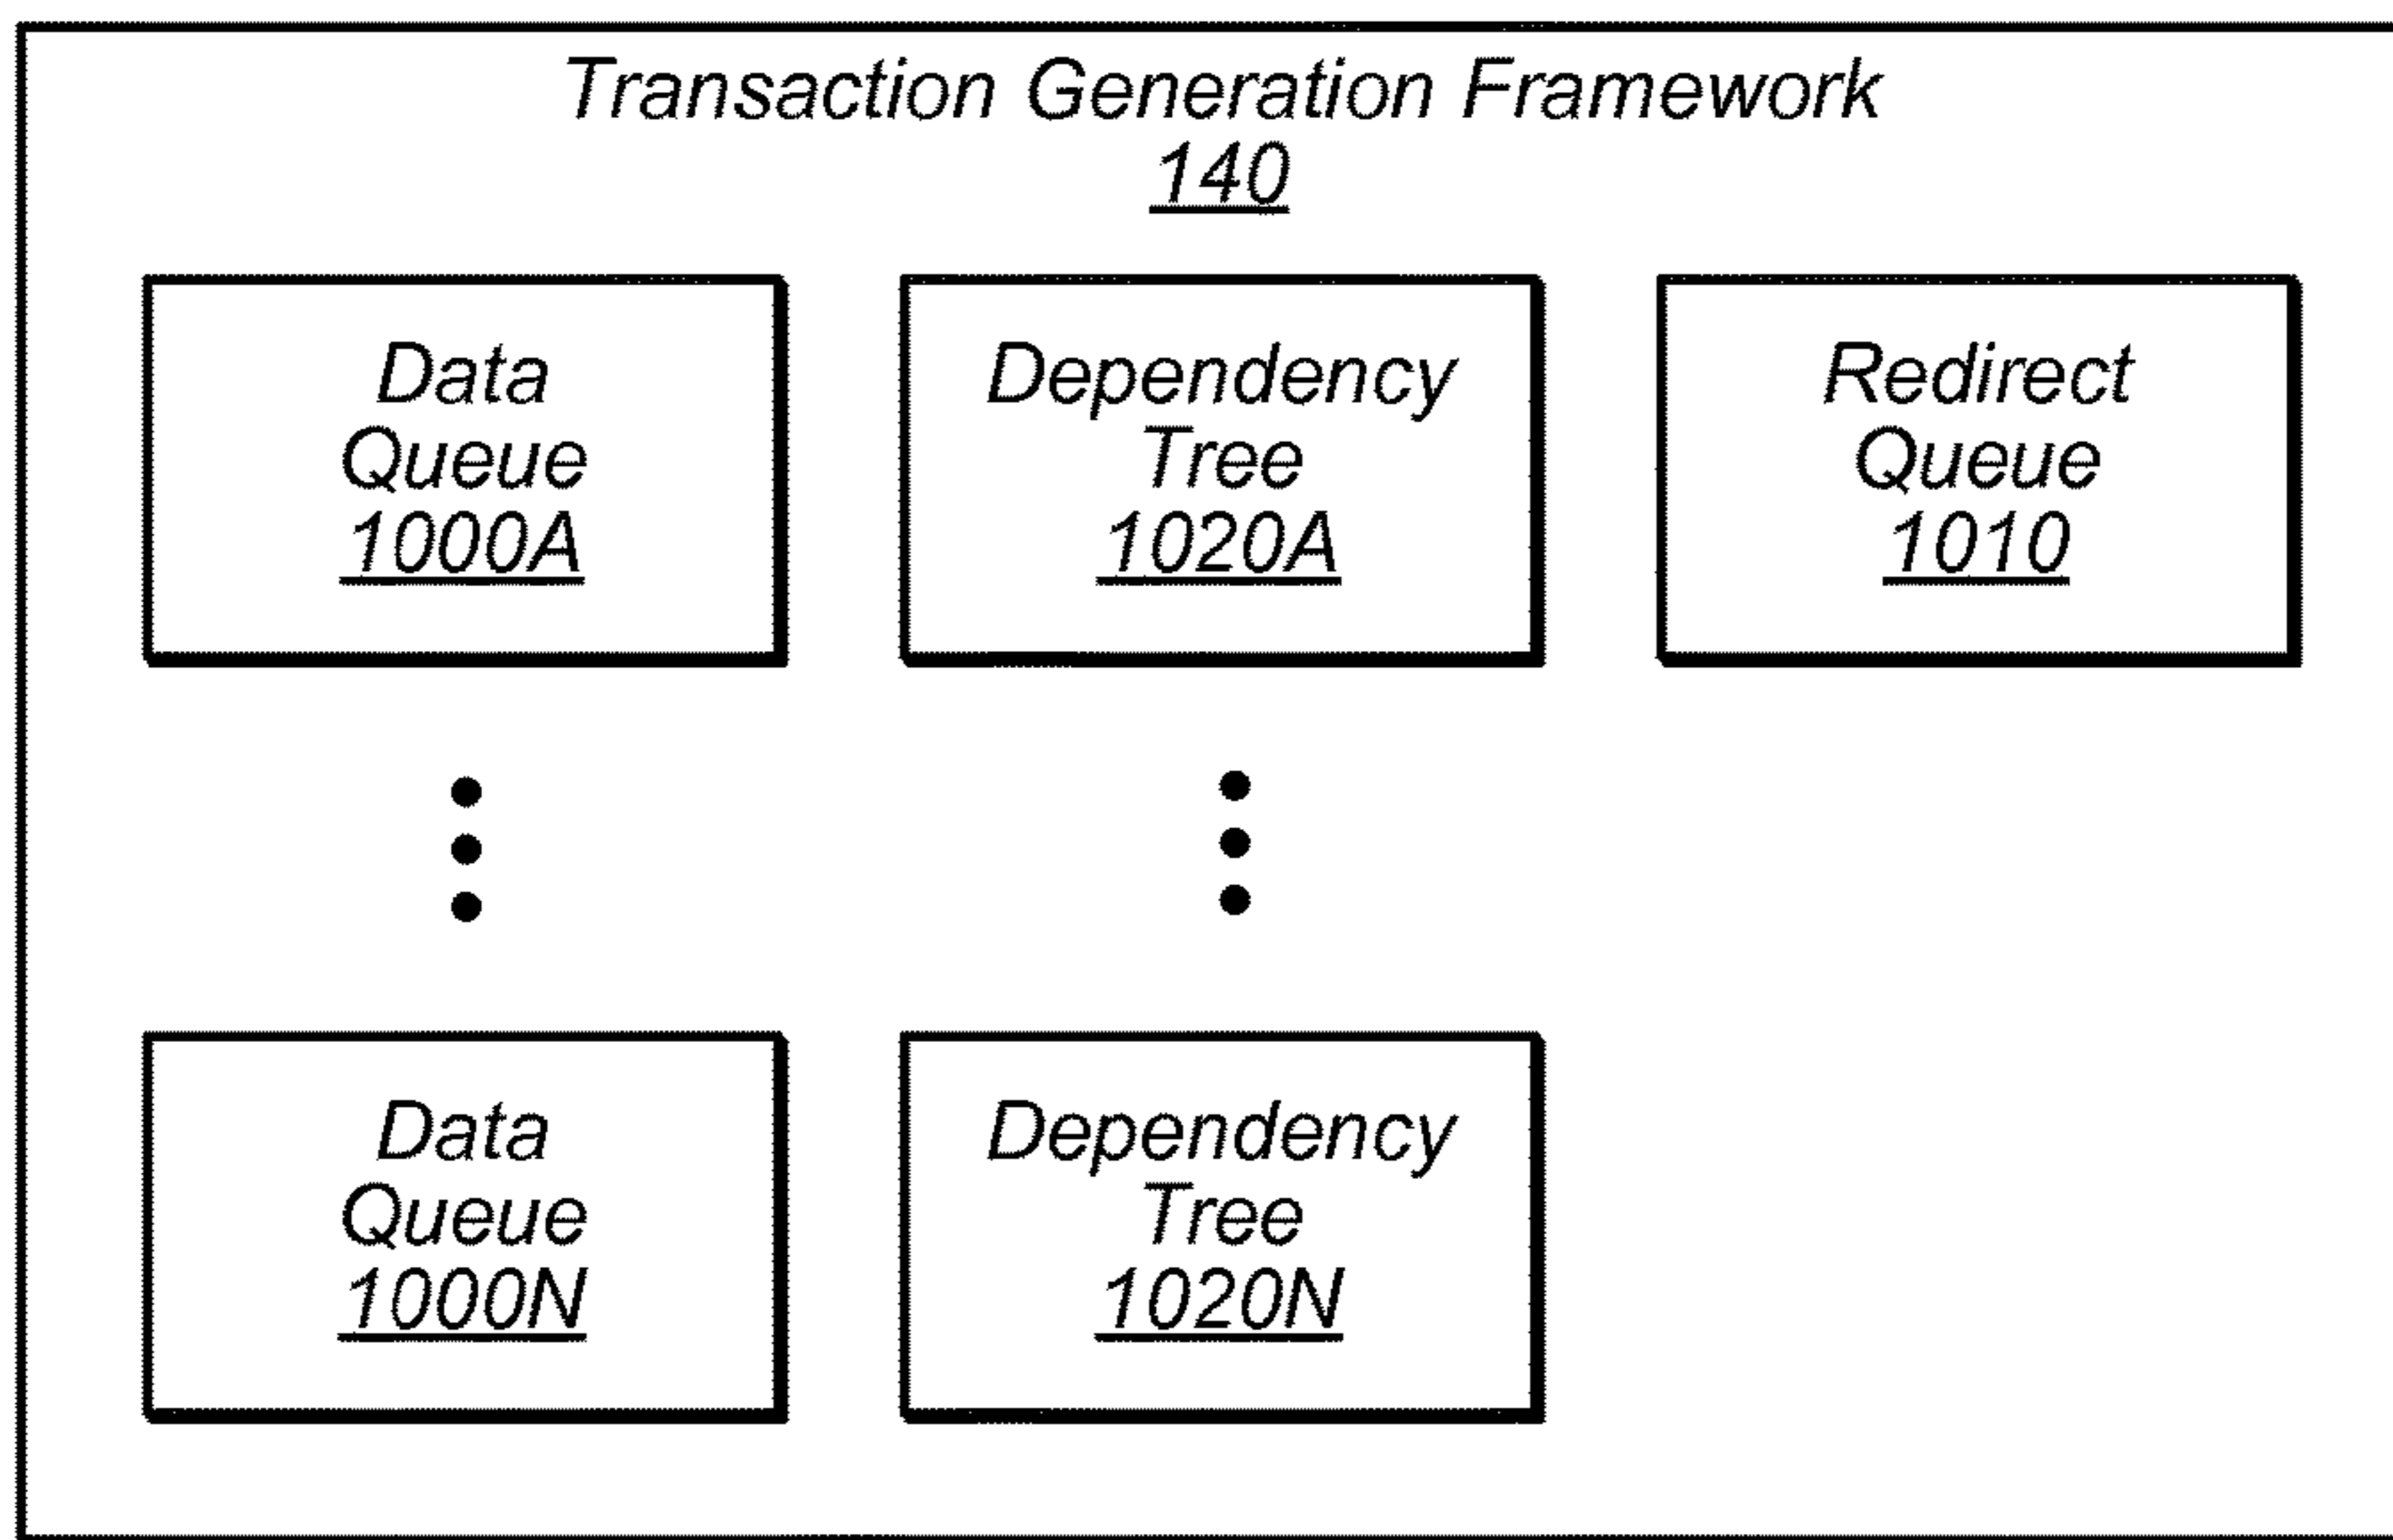 Transaction Generation Framework
140
Data
Queue
1000A
Dependency
Tree
1020A
Redirect
Queue
1010
Data
Queue
1000N
Dependency
Tree
1020N